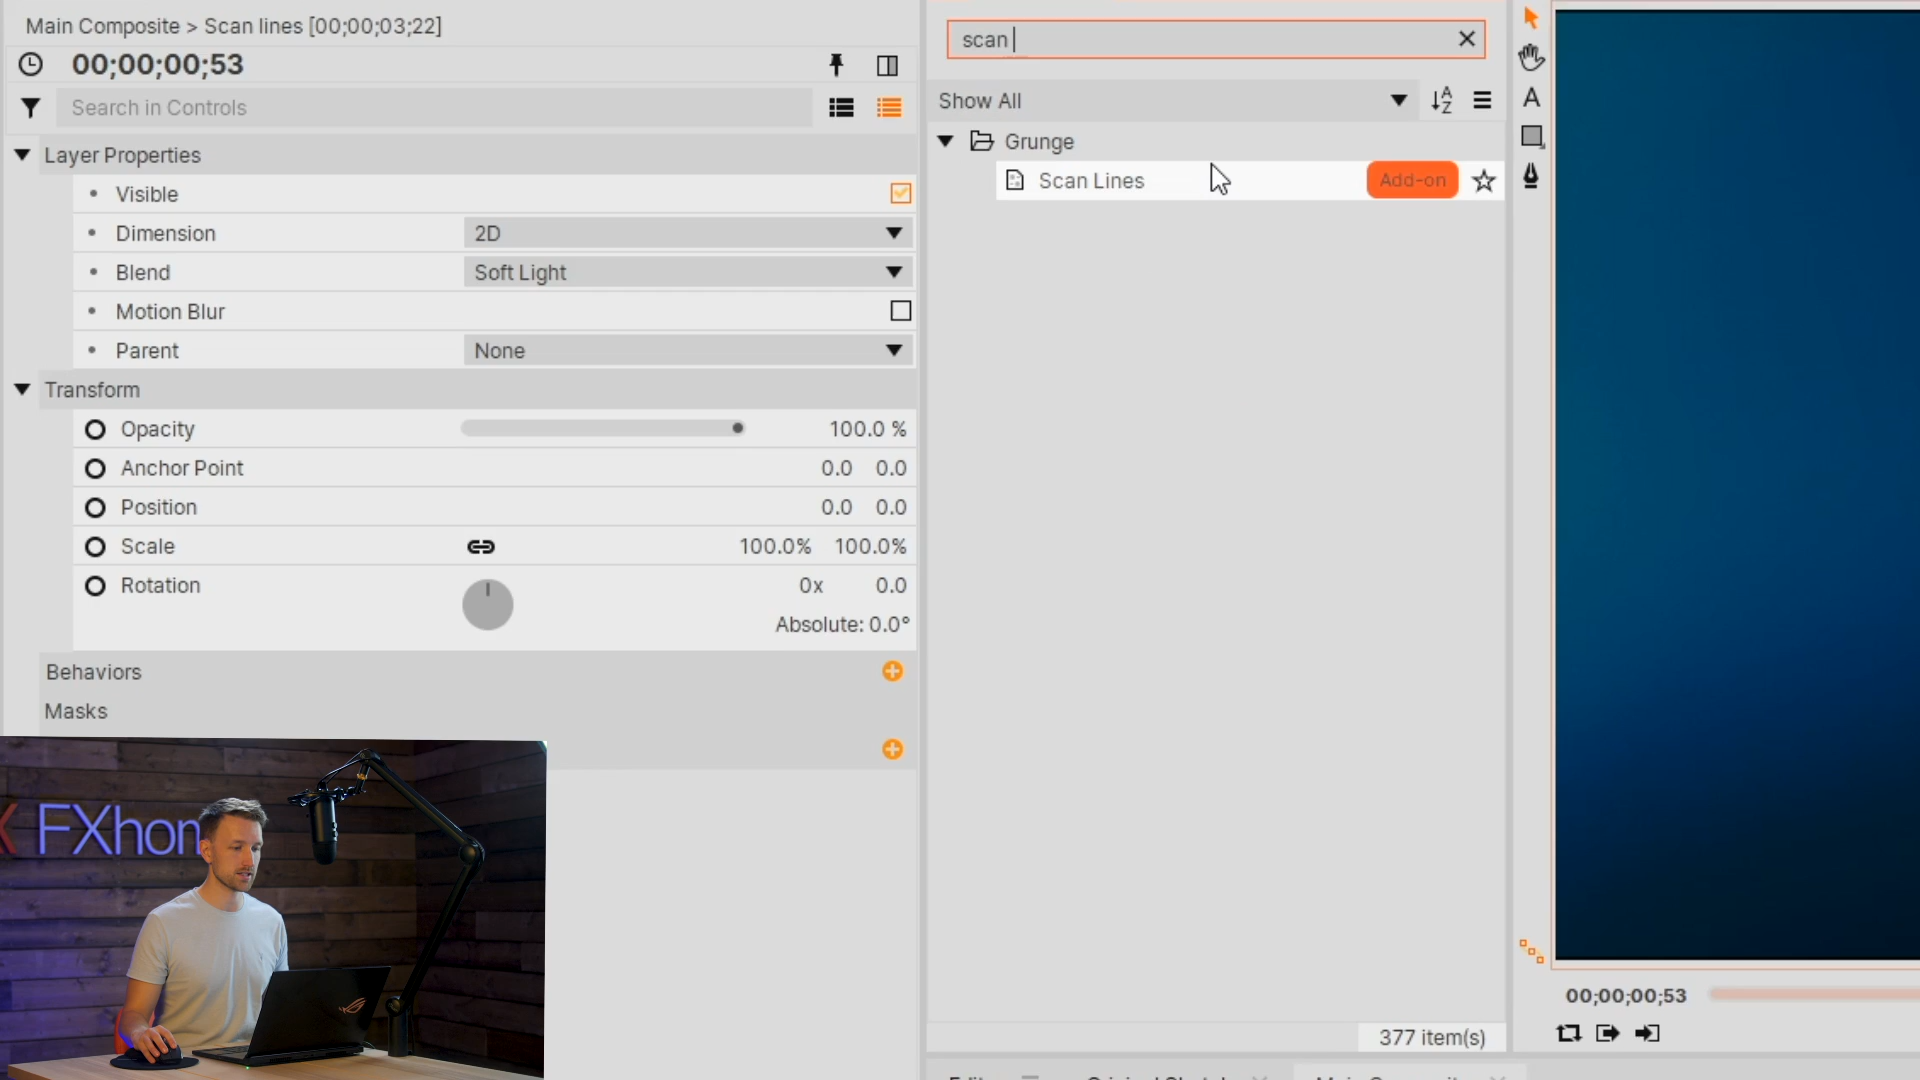 Main Composite > Scan lines [00;00;03;22]
00;00;00;53
Search in Controls
Layer Properties
Visible
Dimension 2D
Blend Soft Light
Motion Blur
Parent None
Transform
Opacity 100.0 %
Anchor Point 0.0 0.0
Position 0.0 0.0
Scale 100.0% 100.0%
Rotation 0x 0.0
Absolute: 0.0°
Behaviors
Masks
FXhom
scan
Show All
Grunge
Scan Lines Add-on
377 item(s)
A
00;00;00;53